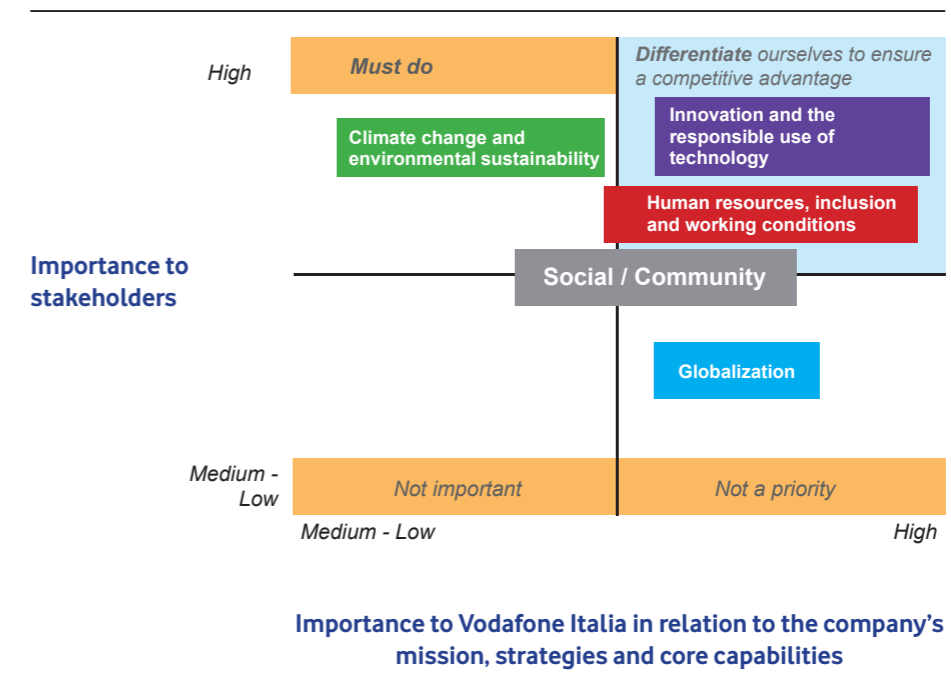 High
Must do
Differentiate ourselves to ensure
a competitive advantage
Climate change and
environmental sustainability
Innovation and the
responsible use of
technology
Human resources, inclusion
and working conditions
Importance to
stakeholders
Social / Community
Globalization
Medium -
Low
Not important
Not a priority
Medium - Low
High
Importance to Vodafone Italia in relation to the company’s
mission, strategies and core capabilities